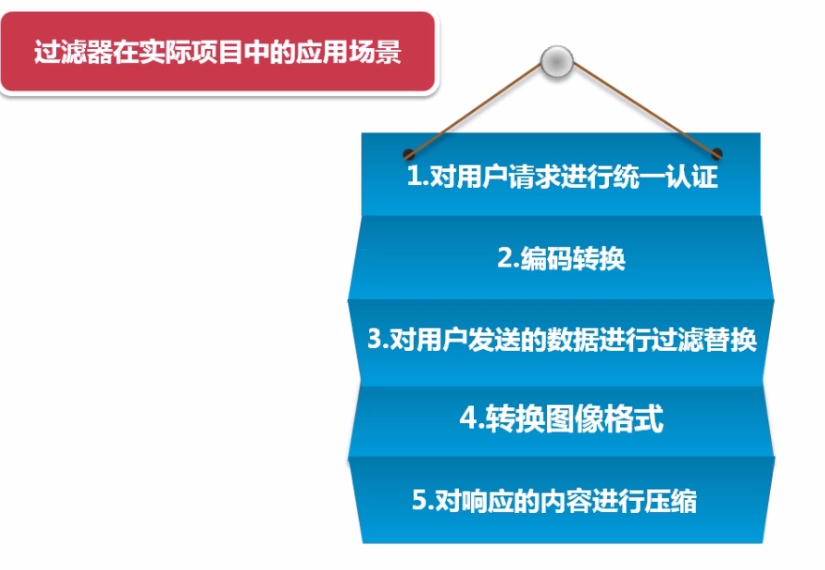 过滤器在实际项目中的应用场景
1.对用户请求进行统一认证
2.编码转换
3.对用户发送的数据进行过滤替换
4.转换图像格式
5.对响应的内容进行压缩